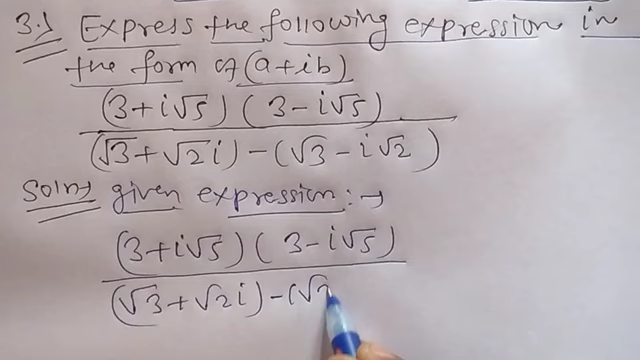 3.) Express the following expression in
the form of (a+ib)
(3+i√5)(3-i√5)
(√3+√2i)-(√3-i√2)
Soln) given expression:→
(3+i√5)(3-i√5)
(√3+√2i)-(√3